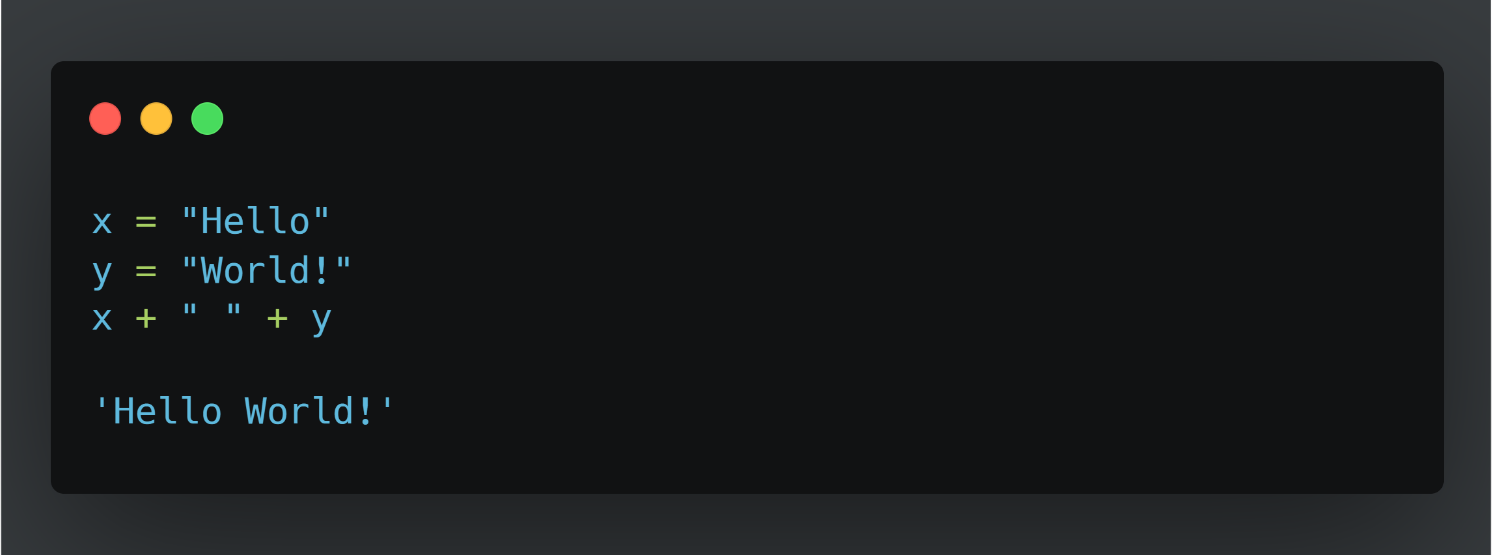 x = "Hello"
y = "World!"
x + " " + y
'Hello World!'